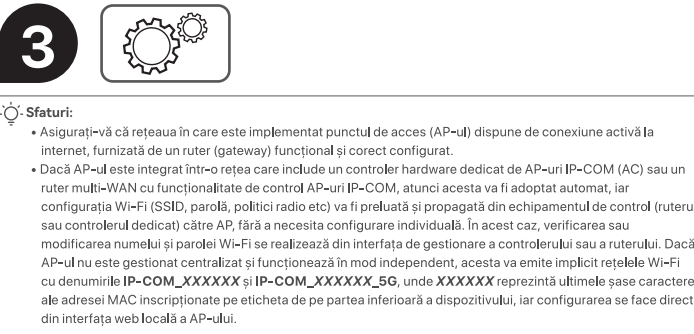 3
Sfaturi:
• Asigurați-vă că rețeaua în care este implementat punctul de acces (AP-ul) dispune de conexiune activă la
internet, furnizată de un ruter (gateway) funcțional și corect configurat.
• Dacă AP-ul este integrat într-o rețea care include un controler hardware dedicat de AP-uri IP-COM (AC) sau un
ruter multi-WAN cu funcționalitate de control AP-uri IP-COM, atunci acesta va fi adoptat automat, iar
configurația Wi-Fi (SSID, parolă, politici radio etc) va fi preluată și propagată din echipamentul de control (ruteru
sau controlerul dedicat) către AP, fără a necesita configurare individuală. În acest caz, verificarea sau
modificarea numelui și parolei Wi-Fi se realizează din interfața de gestionare a controlerului sau a ruterului. Dacă
AP-ul nu este gestionat centralizat și funcționează în mod independent, acesta va emite implicit rețelele Wi-Fi
cu denumirile IP-COM_XXXXXX și IP-COM_XXXXXX_5G, unde XXXXXX reprezintă ultimele șase caractere
ale adresei MAC inscripționate pe eticheta de pe partea inferioară a dispozitivului, iar configurarea se face direct
din interfața web locală a AP-ului.